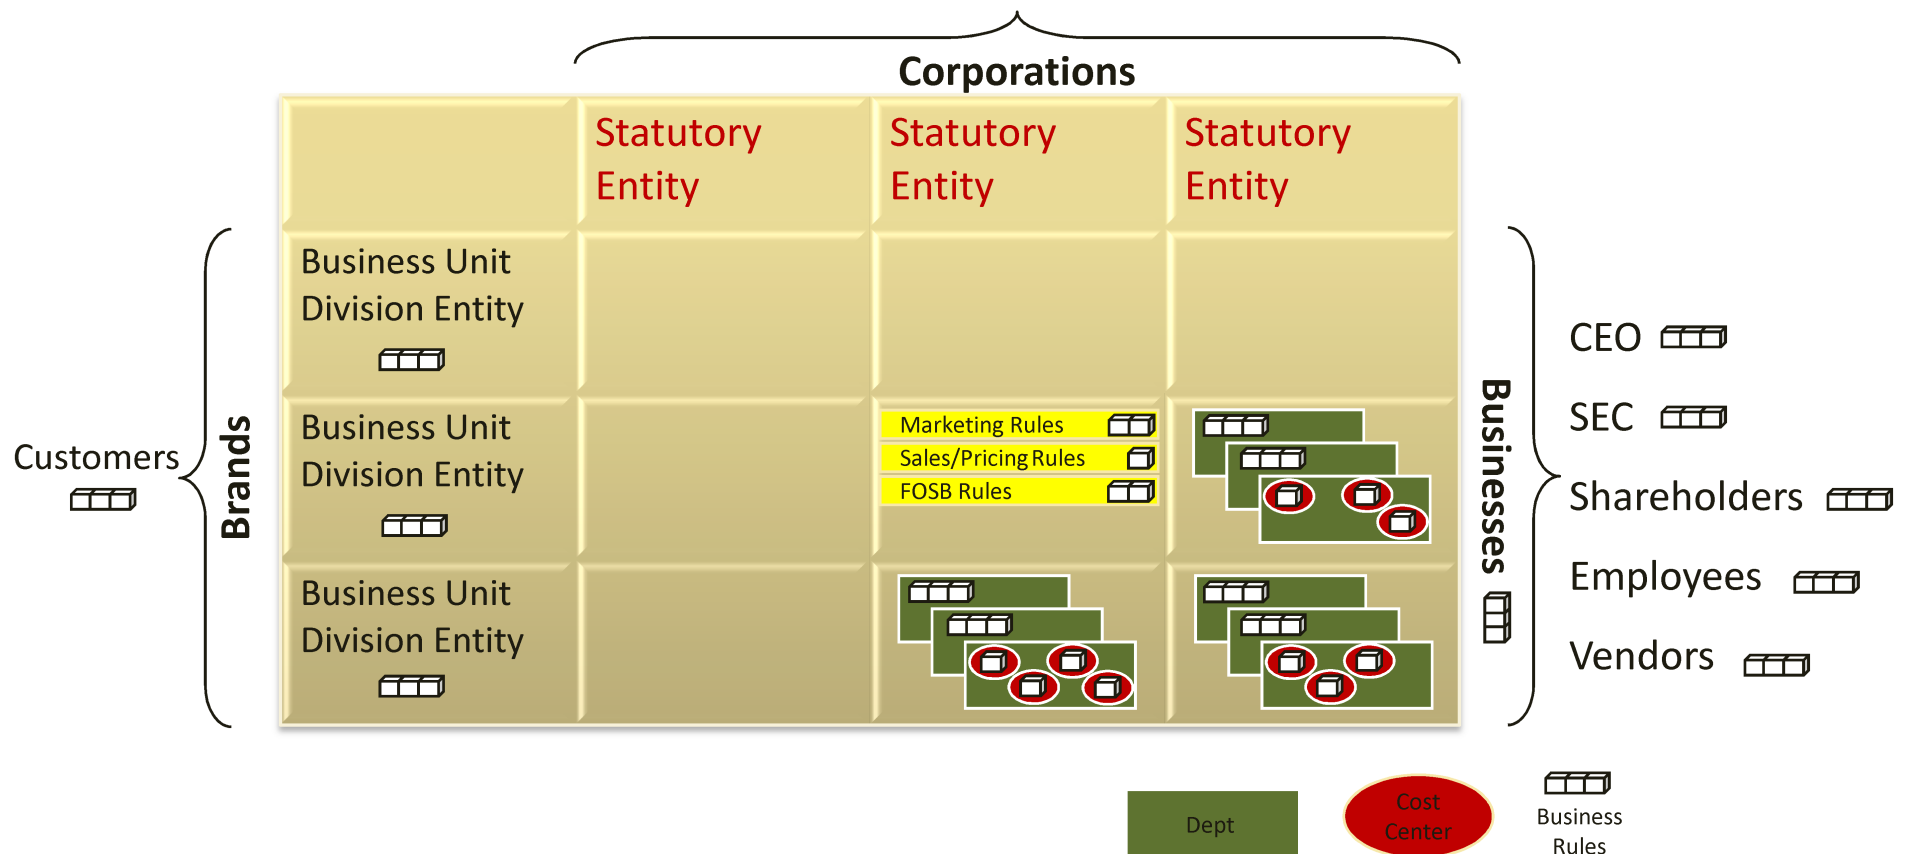 Corporations
Statutory
Entity
Statutory
Entity
Statutory
Entity
Business Unit
Division Entity
Business Unit
Division Entity
Business Unit
Division Entity
Marketing Rules
Sales/Pricing Rules
FOSB Rules
Customers
Brands
Businesses
CEO
SEC
Shareholders
Employees
Vendors
Dept
Cost
Center
Business
Rules